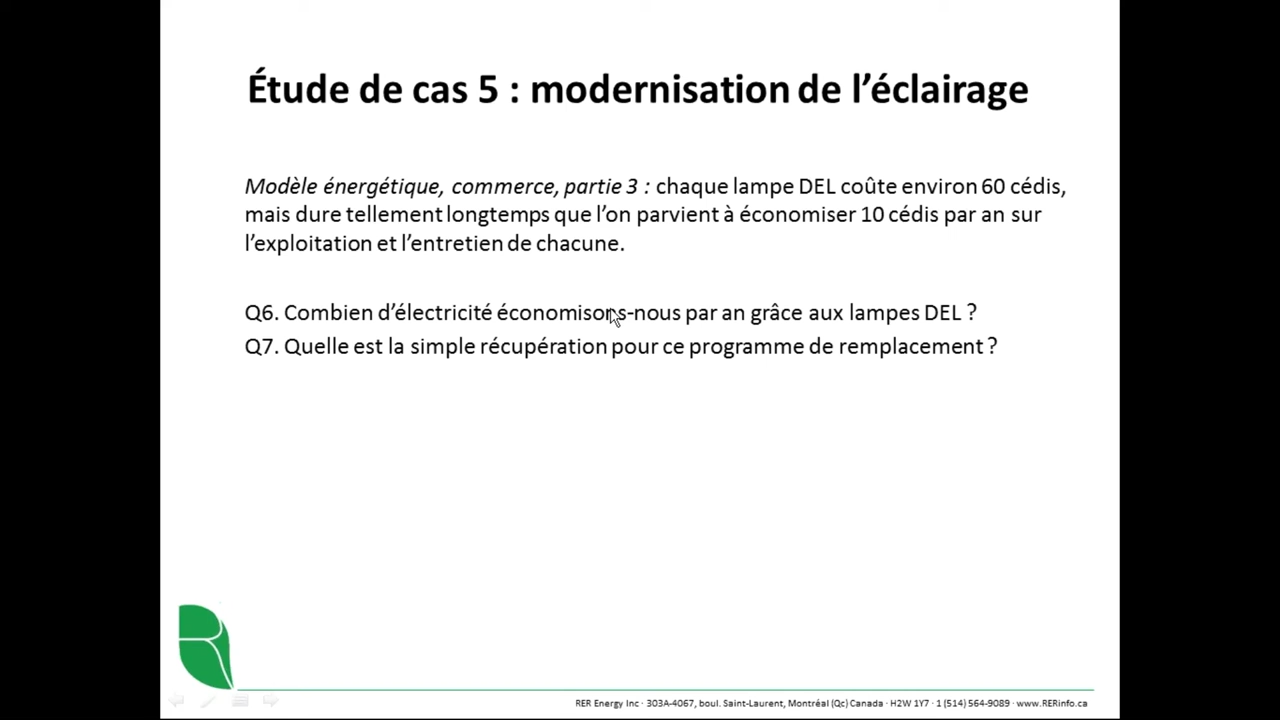 Étude de cas 5 : modernisation de l’éclairage
Modèle énergétique, commerce, partie 3 : chaque lampe DEL coûte environ 60 cédis,
mais dure tellement longtemps que l’on parvient à économiser 10 cédis par an sur
l’exploitation et l’entretien de chacune.
Q6. Combien d’électricité économisons-nous par an grâce aux lampes DEL ?
Q7. Quelle est la simple récupération pour ce programme de remplacement ?
RER Energy Inc · 303A-4067, boul. Saint-Laurent, Montréal (Qc) Canada · H2W 1Y7 · 1 (514) 564-9089 · www.RERinfo.ca